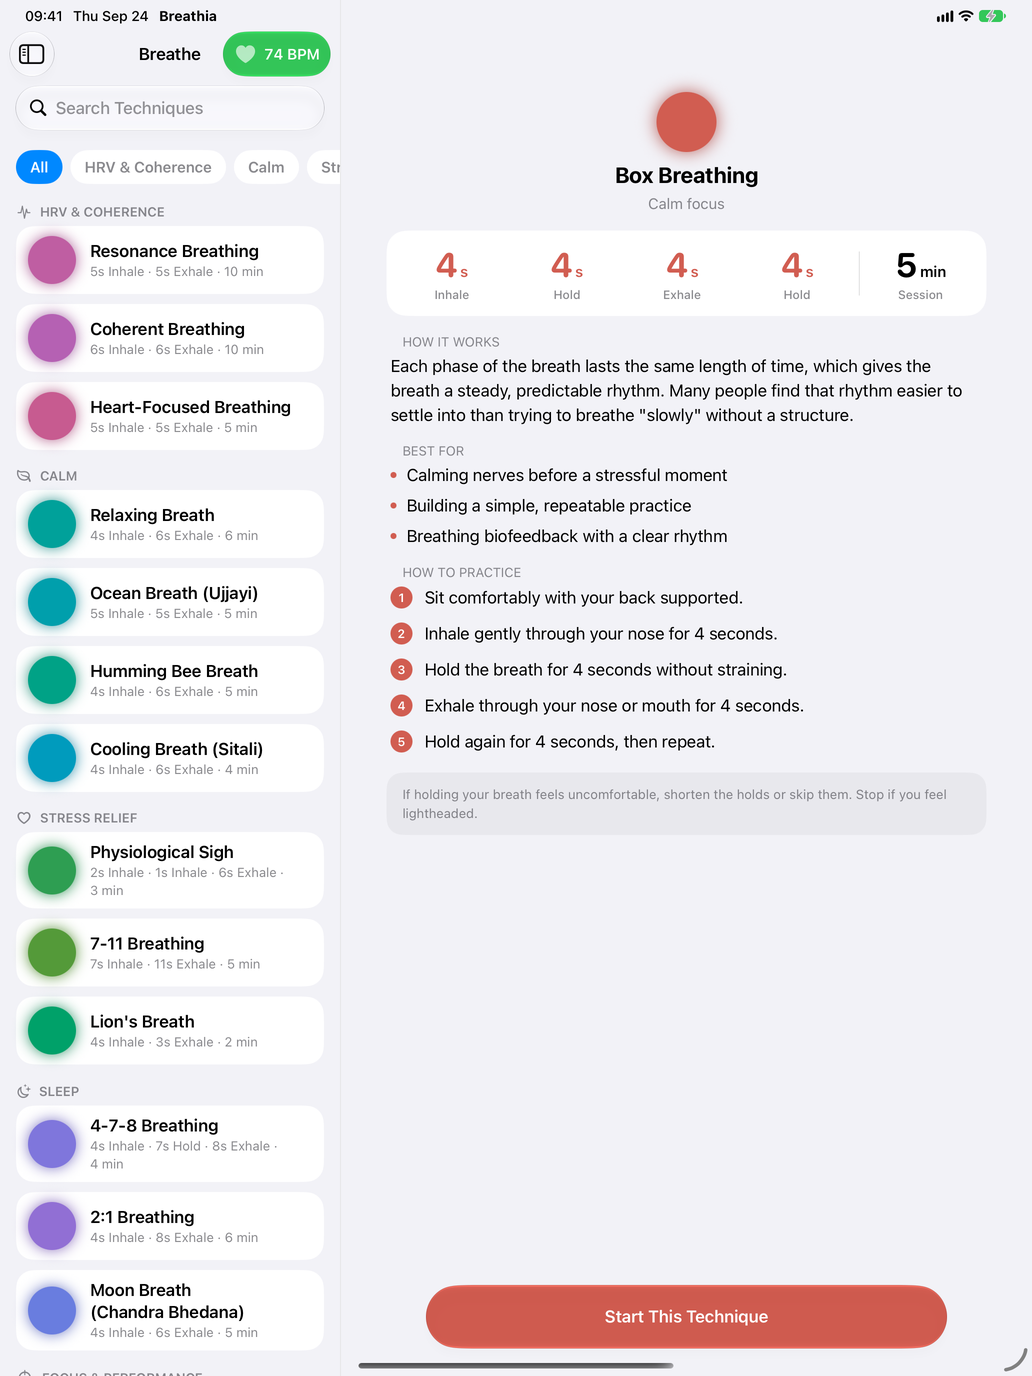 09:41 Thu Sep 24 Breathia
Breathe
74 BPM
Search Techniques
All
HRV & Coherence
Calm
Str
HRV & COHERENCE
Resonance Breathing
5s Inhale · 5s Exhale · 10 min
Coherent Breathing
6s Inhale · 6s Exhale · 10 min
Heart-Focused Breathing
5s Inhale · 5s Exhale · 5 min
CALM
Relaxing Breath
4s Inhale · 6s Exhale · 6 min
Ocean Breath (Ujjayi)
5s Inhale · 5s Exhale · 5 min
Humming Bee Breath
4s Inhale · 6s Exhale · 5 min
Cooling Breath (Sitali)
4s Inhale · 6s Exhale · 4 min
STRESS RELIEF
Physiological Sigh
2s Inhale · 1s Inhale · 6s Exhale ·
3 min
7-11 Breathing
7s Inhale · 11s Exhale · 5 min
Lion's Breath
4s Inhale · 3s Exhale · 2 min
SLEEP
4-7-8 Breathing
4s Inhale · 7s Hold · 8s Exhale ·
4 min
2:1 Breathing
4s Inhale · 8s Exhale · 6 min
Moon Breath
(Chandra Bhedana)
4s Inhale · 6s Exhale · 5 min
FOCUS & PERFORMANCE
Box Breathing
Calm focus
4 s 4 s 4 s 4 s 5 min
Inhale Hold Exhale Hold Session
HOW IT WORKS
Each phase of the breath lasts the same length of time, which gives the
breath a steady, predictable rhythm. Many people find that rhythm easier to
settle into than trying to breathe "slowly" without a structure.
BEST FOR
• Calming nerves before a stressful moment
• Building a simple, repeatable practice
• Breathing biofeedback with a clear rhythm
HOW TO PRACTICE
1 Sit comfortably with your back supported.
2 Inhale gently through your nose for 4 seconds.
3 Hold the breath for 4 seconds without straining.
4 Exhale through your nose or mouth for 4 seconds.
5 Hold again for 4 seconds, then repeat.
If holding your breath feels uncomfortable, shorten the holds or skip them. Stop if you feel
lightheaded.
Start This Technique